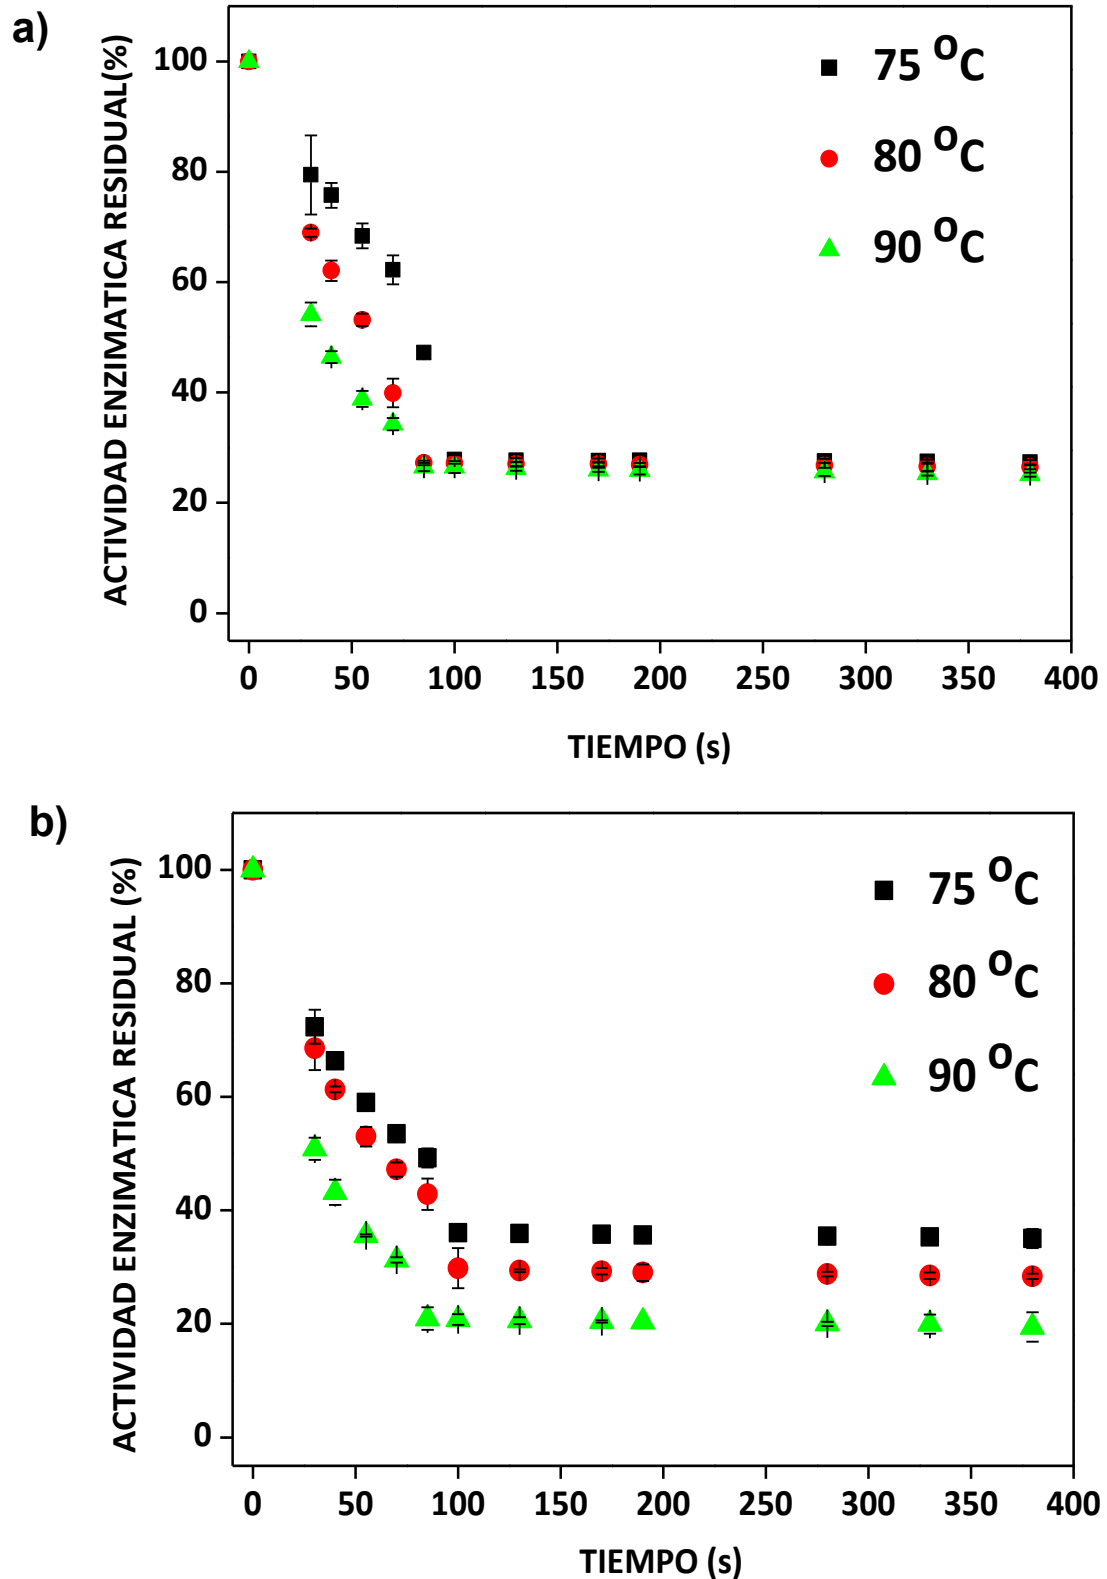 a)
ACTIVIDAD ENZIMATICA RESIDUAL(%)
100
80
60
40
20
0
75 °C
80 °C
90 °C
0 50 100 150 200 250 300 350 400
TIEMPO (s)
b)
ACTIVIDAD ENZIMATICA RESIDUAL (%)
100
80
60
40
20
0
75 °C
80 °C
90 °C
0 50 100 150 200 250 300 350 400
TIEMPO (s)